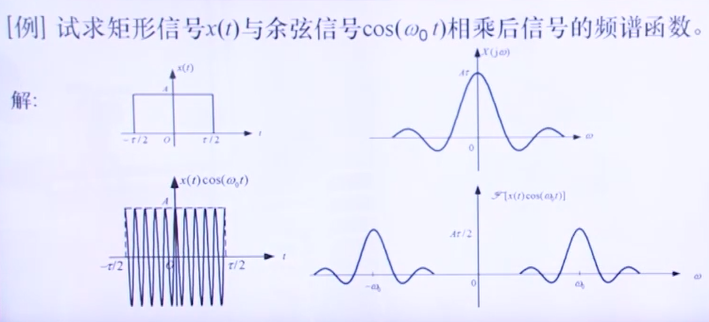 [例] 试求矩形信号x(t)与余弦信号cos(ω₀ t)相乘后信号的频谱函数。
解:
x(t)
A
-τ/2 O τ/2 t
X(jω)
Aτ
0 ω
x(t)cos(ω₀t)
A
-τ/2 O τ/2 t
ℱ[x(t)cos(ω₀t)]
Aτ/2
-ω₀ 0 ω₀ ω